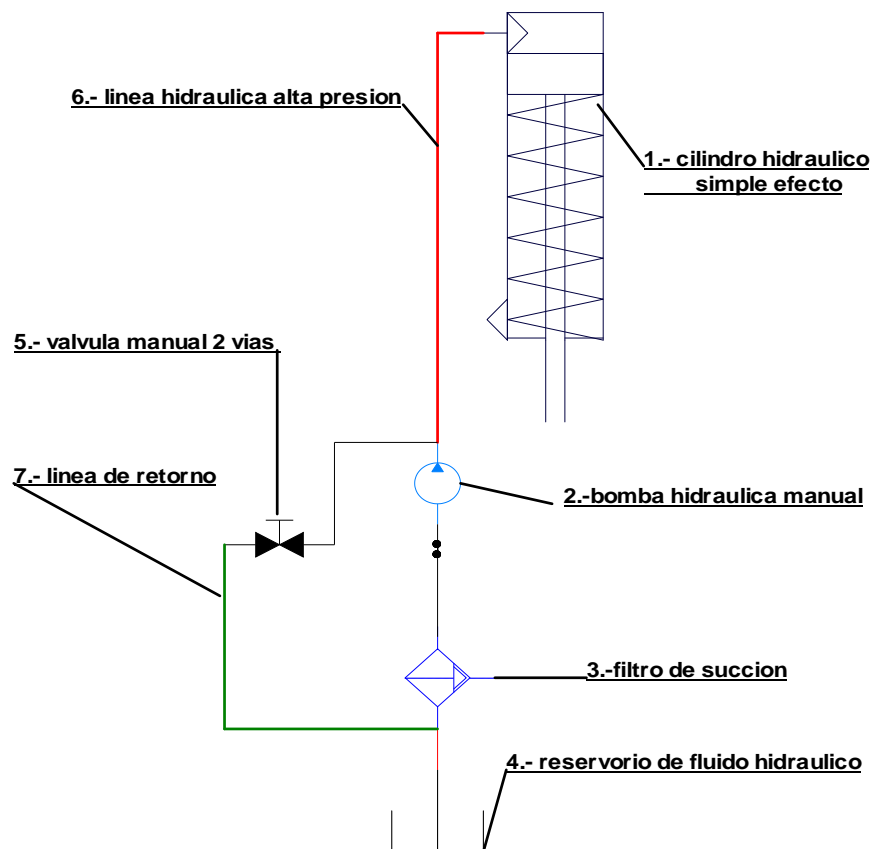 6.- linea hidraulica alta presion
1.- cilindro hidraulico
simple efecto
5.- valvula manual 2 vias
7.- linea de retorno
2.-bomba hidraulica manual
3.-filtro de succion
4.- reservorio de fluido hidraulico